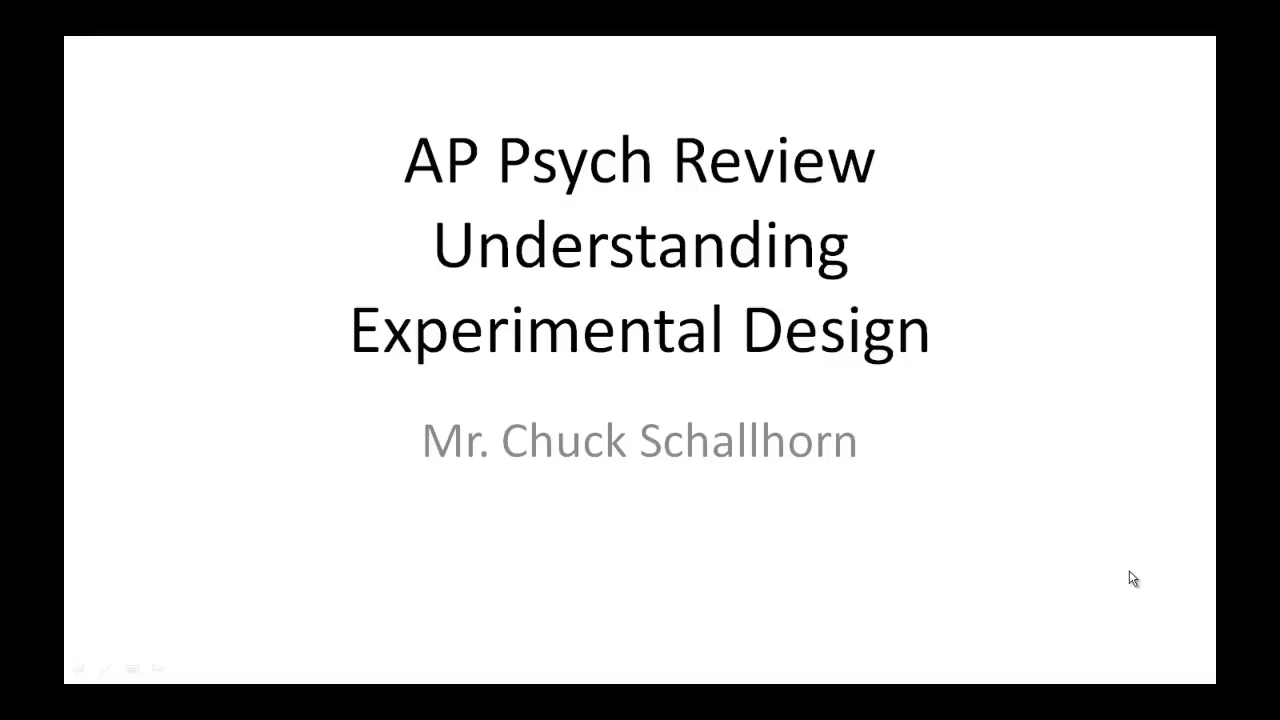 AP Psych Review
Understanding
Experimental Design
Mr. Chuck Schallhorn